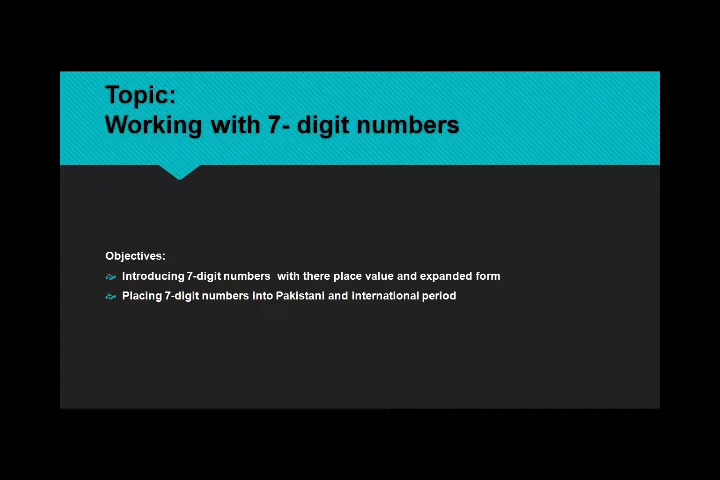 Topic:
Working with 7- digit numbers
Objectives:
Introducing 7-digit numbers with there place value and expanded form
Placing 7-digit numbers into Pakistani and international period